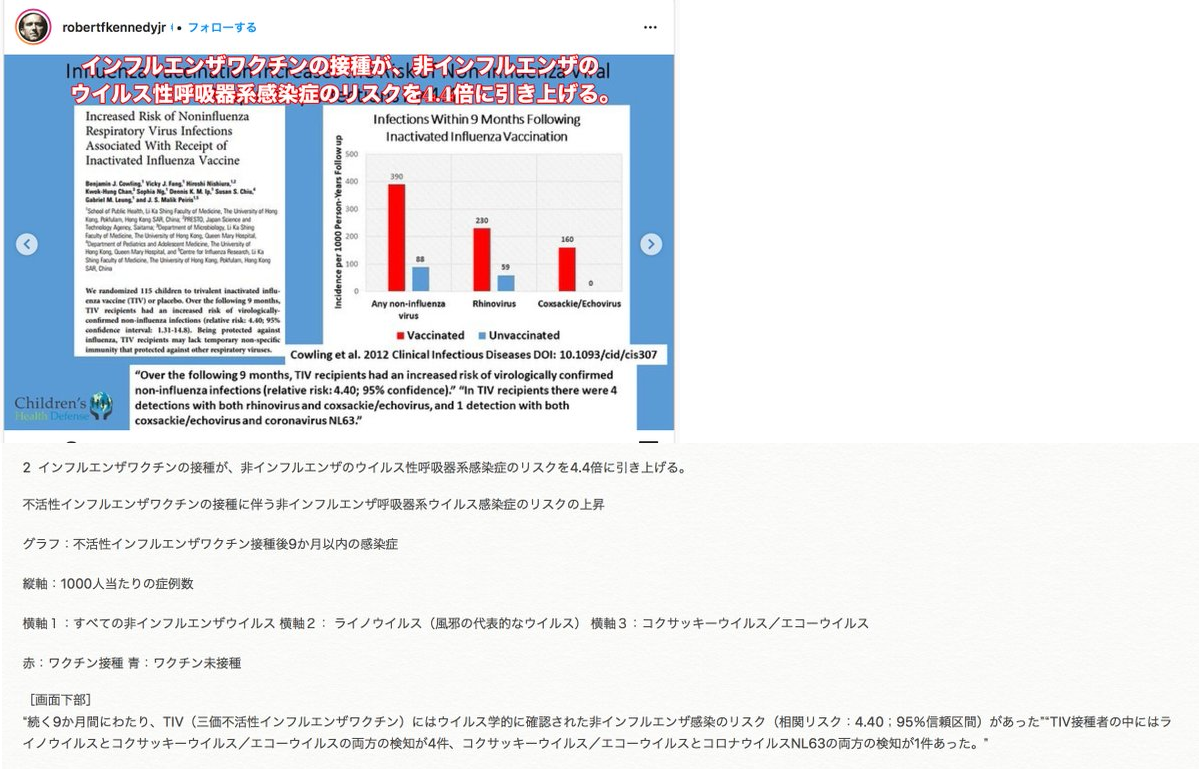 robertfkennedyjr
• フォローする
インフルエンザワクチンの接種が、非インフルエンザの
ウイルス性呼吸器系感染症のリスクを4.4倍に引き上げる。
Increased Risk of Noninfluenza
Respiratory Virus Infections
Associated With Receipt of
Inactivated Influenza Vaccine
Benjamin J. Cowling,¹ Vicky J. Fang,¹ Hiroshi Nishiura,¹,²
Kwok-Hung Chan,³ Sophia Ng,¹ Dennis K. M. Ip,¹ Susan S. Chiu,⁴
Gabriel M. Leung,¹ and J. S. Malik Peiris¹,⁵
¹School of Public Health, Li Ka Shing Faculty of Medicine, The University of Hong
Kong, Pokfulam, Hong Kong SAR, China; ²PRESTO, Japan Science and
Technology Agency, Saitama; ³Department of Microbiology, Li Ka Shing
Faculty of Medicine, The University of Hong Kong, Queen Mary Hospital,
⁴Department of Pediatrics and Adolescent Medicine, The University of
Hong Kong, Queen Mary Hospital, and ⁵Centre for Influenza Research, Li Ka
Shing Faculty of Medicine, The University of Hong Kong, Pokfulam, Hong Kong
SAR, China
We randomized 115 children to trivalent inactivated influ-
enza vaccine (TIV) or placebo. Over the following 9 months,
TIV recipients had an increased risk of virologically-
confirmed non-influenza infections (relative risk: 4.40; 95%
confidence interval: 1.31-14.8). Being protected against
influenza, TIV recipients may lack temporary non-specific
immunity that protected against other respiratory viruses.
Infections Within 9 Months Following
Inactivated Influenza Vaccination
Incidence per 1000 Person-Years Follow up
500
400
300
200
100
0
390
88
230
59
160
0
Any non-influenza
virus
Rhinovirus
Coxsackie/Echovirus
Vaccinated
Unvaccinated
Cowling et al. 2012 Clinical Infectious Diseases DOI: 10.1093/cid/cis307
“Over the following 9 months, TIV recipients had an increased risk of virologically confirmed
non-influenza infections (relative risk: 4.40; 95% confidence).” “In TIV recipients there were 4
detections with both rhinovirus and coxsackie/echovirus, and 1 detection with both
coxsackie/echovirus and coronavirus NL63.”
Children's
Health Defense
2 インフルエンザワクチンの接種が、非インフルエンザのウイルス性呼吸器系感染症のリスクを4.4倍に引き上げる。
不活性インフルエンザワクチンの接種に伴う非インフルエンザ呼吸器系ウイルス感染症のリスクの上昇
グラフ：不活性インフルエンザワクチン接種後9か月以内の感染症
縦軸：1000人当たりの症例数
横軸１：すべての非インフルエンザウイルス 横軸２： ライノウイルス（風邪の代表的なウイルス） 横軸３：コクサッキーウイルス／エコーウイルス
赤：ワクチン接種 青：ワクチン未接種
［画面下部］
"続く9か月間にわたり、TIV（三価不活性インフルエンザワクチン）にはウイルス学的に確認された非インフルエンザ感染のリスク（相関リスク：4.40；95%信頼区間）があった"“TIV接種者の中にはラ
イノウイルスとコクサッキーウイルス／エコーウイルスの両方の検知が4件、コクサッキーウイルス／エコーウイルスとコロナウイルスNL63の両方の検知が1件あった。"